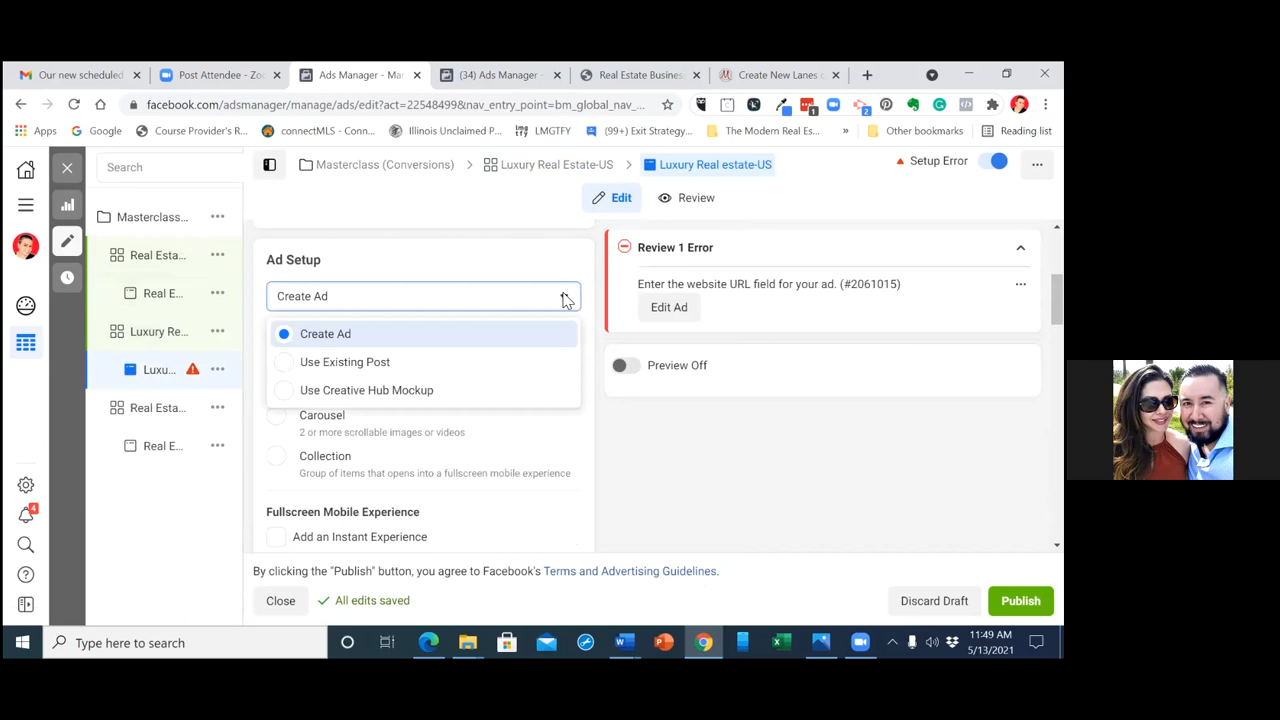 Our new scheduled
Post Attendee - Zo
Ads Manager - Ma
(34) Ads Manager -
Real Estate Business
Create New Lanes o
facebook.com/adsmanager/manage/ads/edit?act=22548499&nav_entry_point=bm_global_nav_...
1
2
Apps
Google
Course Provider's R...
connectMLS - Conn...
Illinois Unclaimed P...
LMGTFY
(99+) Exit Strategy...
The Modern Real Es...
»
Other bookmarks
Reading list
Search
Masterclass (Conversions)
Luxury Real Estate-US
Luxury Real estate-US
Setup Error
Edit
Review
Masterclass...
Real Esta...
Real E...
Luxury Re...
Luxu...
Real Esta...
Real E...
4
Ad Setup
Create Ad
Create Ad
Use Existing Post
Use Creative Hub Mockup
Carousel
2 or more scrollable images or videos
Collection
Group of items that opens into a fullscreen mobile experience
Fullscreen Mobile Experience
Add an Instant Experience
Review 1 Error
Enter the website URL field for your ad. (#2061015)
Edit Ad
Preview Off
By clicking the "Publish" button, you agree to Facebook's Terms and Advertising Guidelines.
Close
All edits saved
Discard Draft
Publish
Type here to search
11:49 AM
5/13/2021